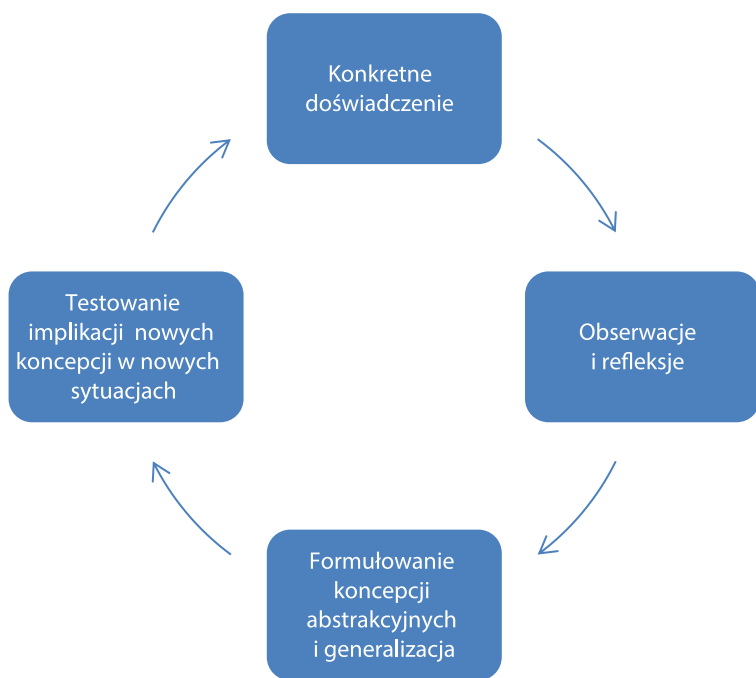 Konkretne
doświadczenie
Obserwacje
i refleksje
Formułowanie
koncepcji
abstrakcyjnych
i generalizacja
Testowanie
implikacji nowych
koncepcji w nowych
sytuacjach